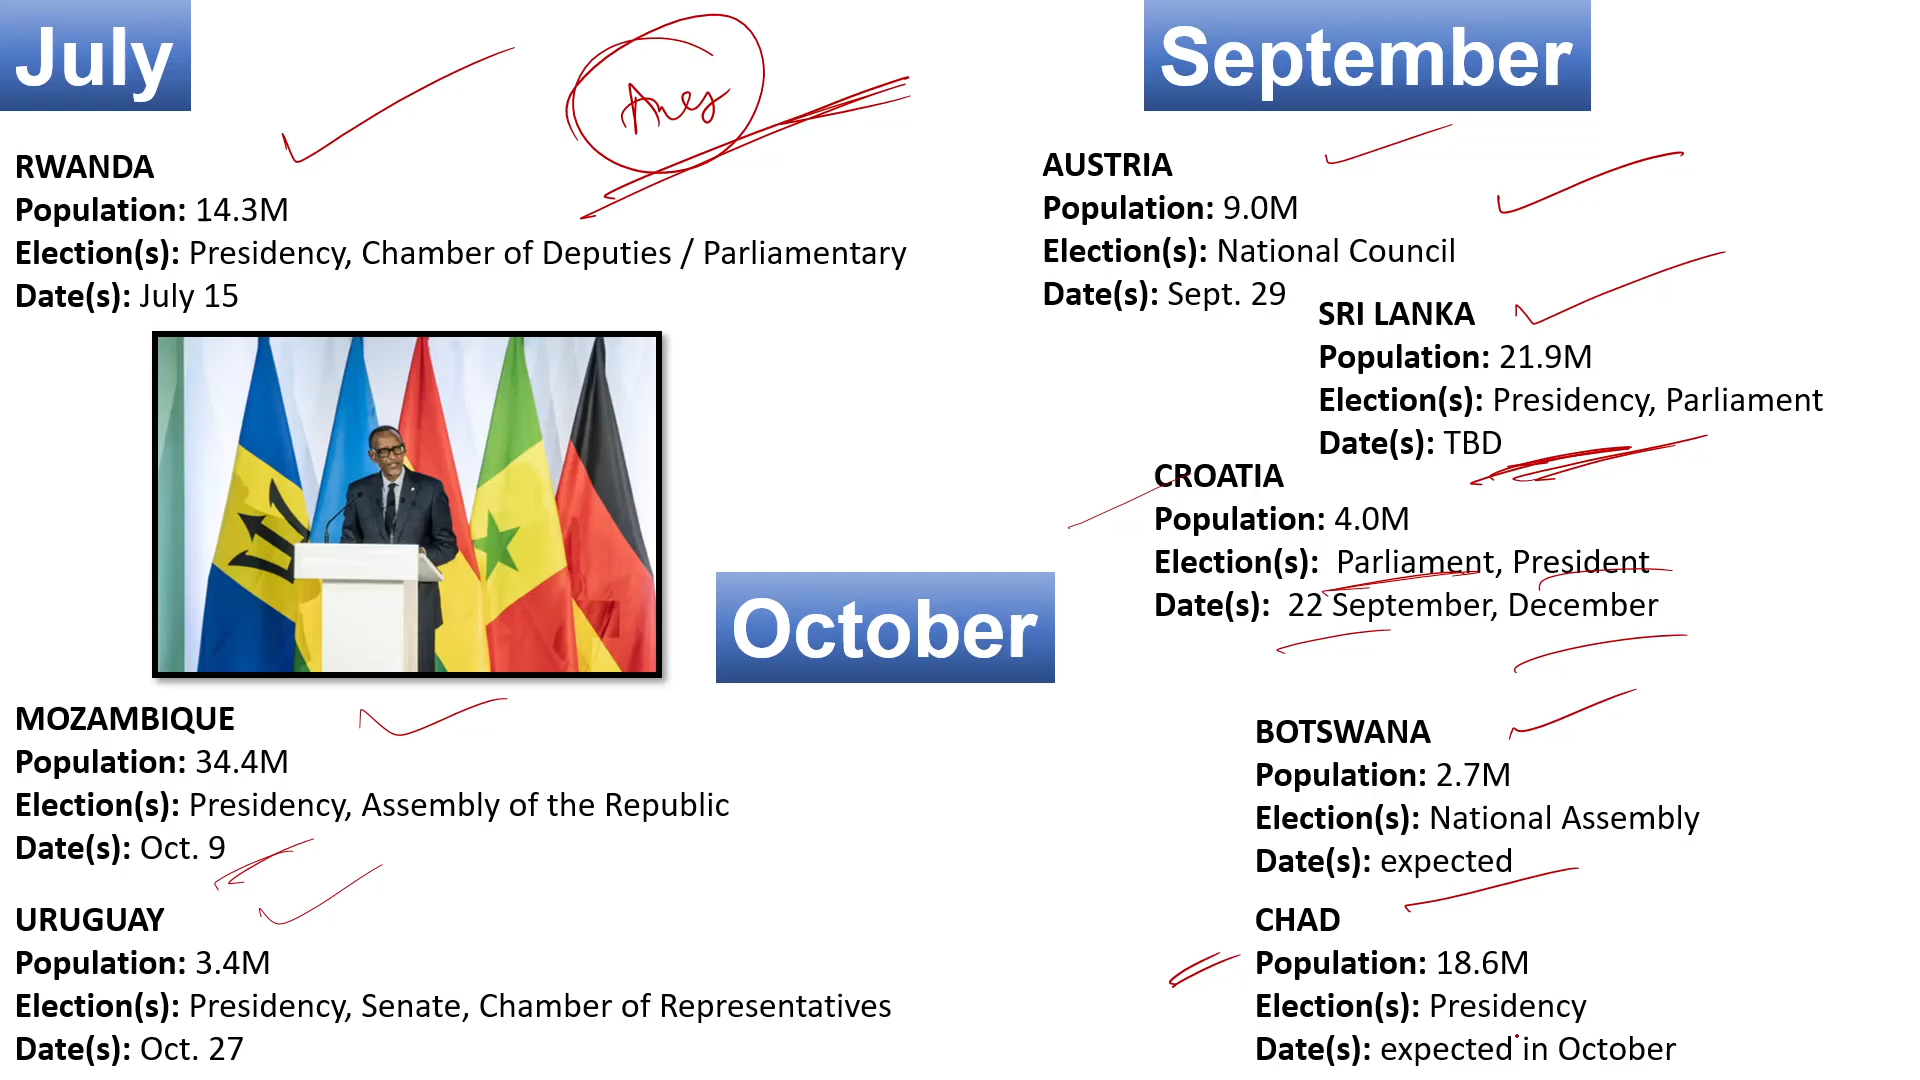 July
RWANDA
Population: 14.3M
Election(s): Presidency, Chamber of Deputies / Parliamentary
Date(s): July 15
September
AUSTRIA
Population: 9.0M
Election(s): National Council
Date(s): Sept. 29
SRI LANKA
Population: 21.9M
Election(s): Presidency, Parliament
Date(s): TBD
CROATIA
Population: 4.0M
Election(s): Parliament, President
Date(s): 22 September, December
October
MOZAMBIQUE
Population: 34.4M
Election(s): Presidency, Assembly of the Republic
Date(s): Oct. 9
URUGUAY
Population: 3.4M
Election(s): Presidency, Senate, Chamber of Representatives
Date(s): Oct. 27
BOTSWANA
Population: 2.7M
Election(s): National Assembly
Date(s): expected
CHAD
Population: 18.6M
Election(s): Presidency
Date(s): expected in October